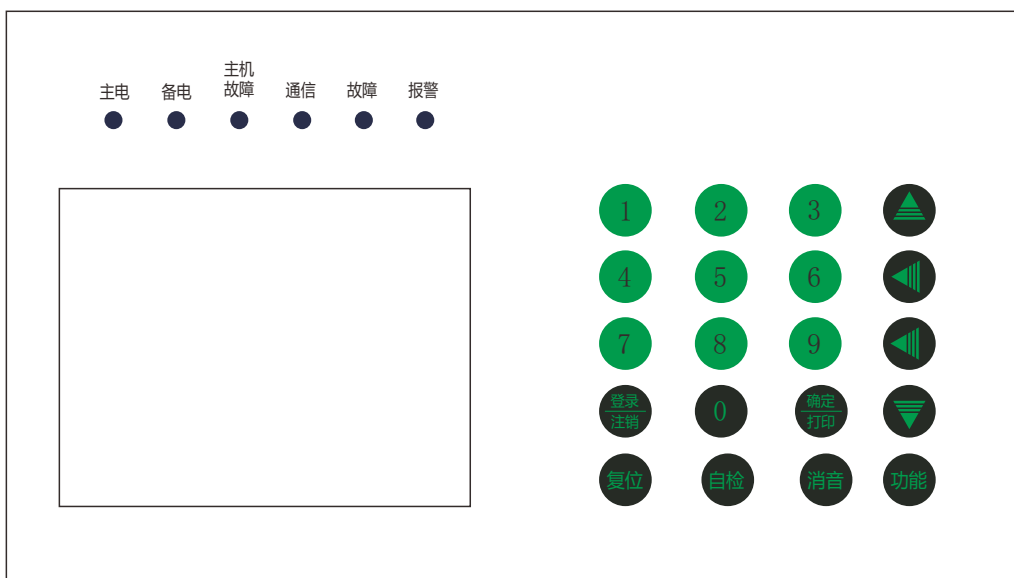 主电 备电 主机故障 通信 故障 报警
1 2 3
4 5 6
7 8 9
登录
注销
0
确定
打印
复位 自检 消音 功能